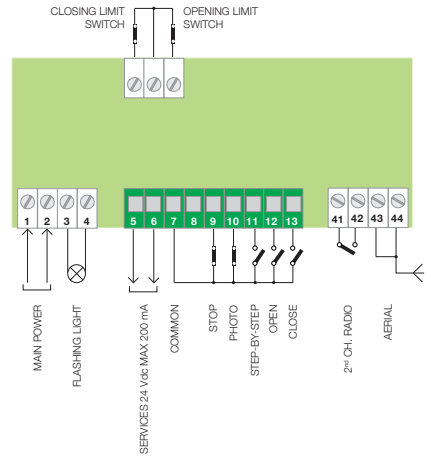 CLOSING LIMIT
SWITCH
OPENING LIMIT
SWITCH
1 2 3 4
5 6 7 8 9 10 11 12 13
41 42 43 44
MAIN POWER
FLASHING LIGHT
SERVICES 24 Vdc MAX 200 mA
COMMON
STOP
PHOTO
STEP-BY-STEP
OPEN
CLOSE
2nd CH. RADIO
AERIAL